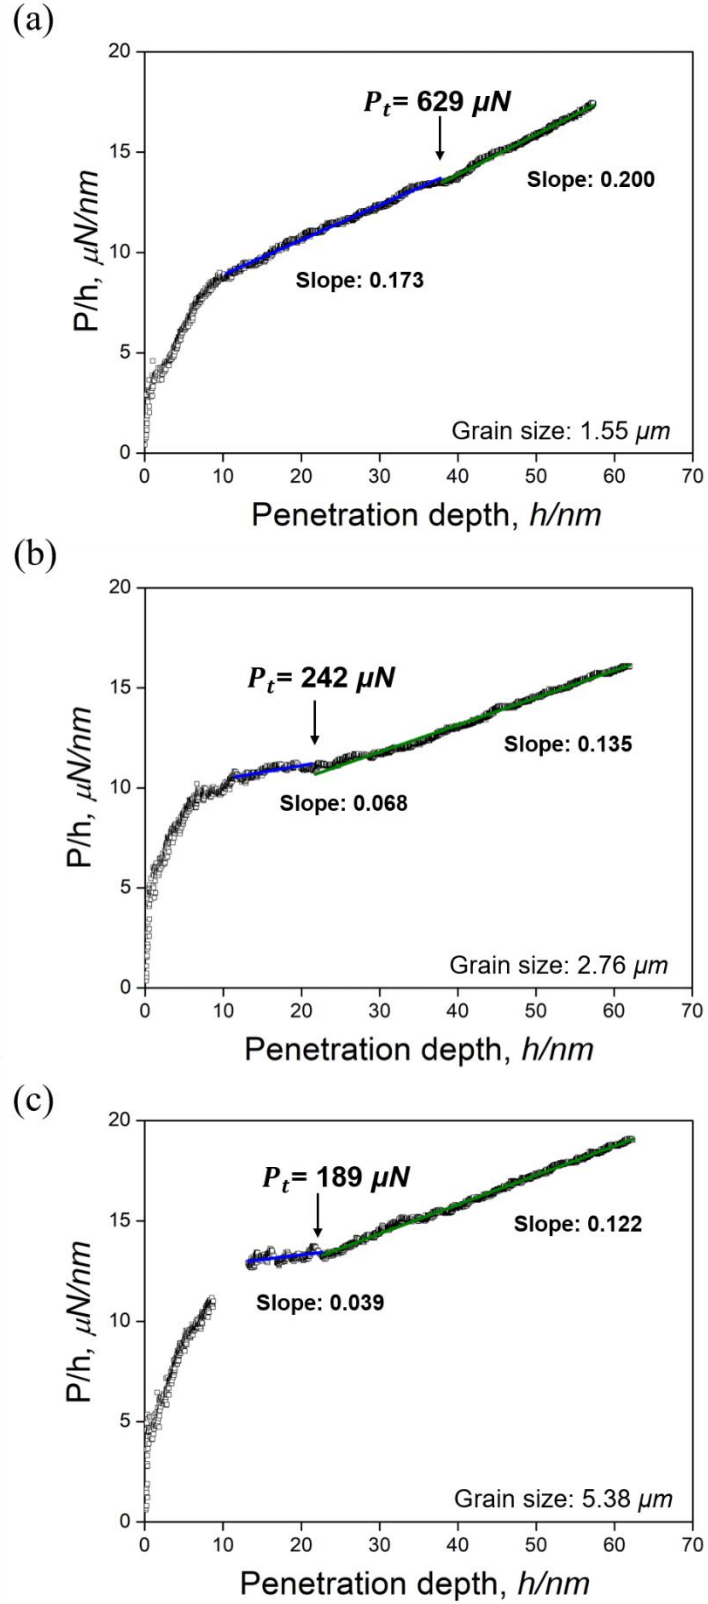 (a)
20
15
10
5
0
P/h, μN/nm
P_t= 629 μN
Slope: 0.200
Slope: 0.173
Grain size: 1.55 μm
0 10 20 30 40 50 60 70
Penetration depth, h/nm
(b)
20
15
10
5
0
P/h, μN/nm
P_t= 242 μN
Slope: 0.135
Slope: 0.068
Grain size: 2.76 μm
0 10 20 30 40 50 60 70
Penetration depth, h/nm
(c)
20
15
10
5
0
P/h, μN/nm
P_t= 189 μN
Slope: 0.122
Slope: 0.039
Grain size: 5.38 μm
0 10 20 30 40 50 60 70
Penetration depth, h/nm